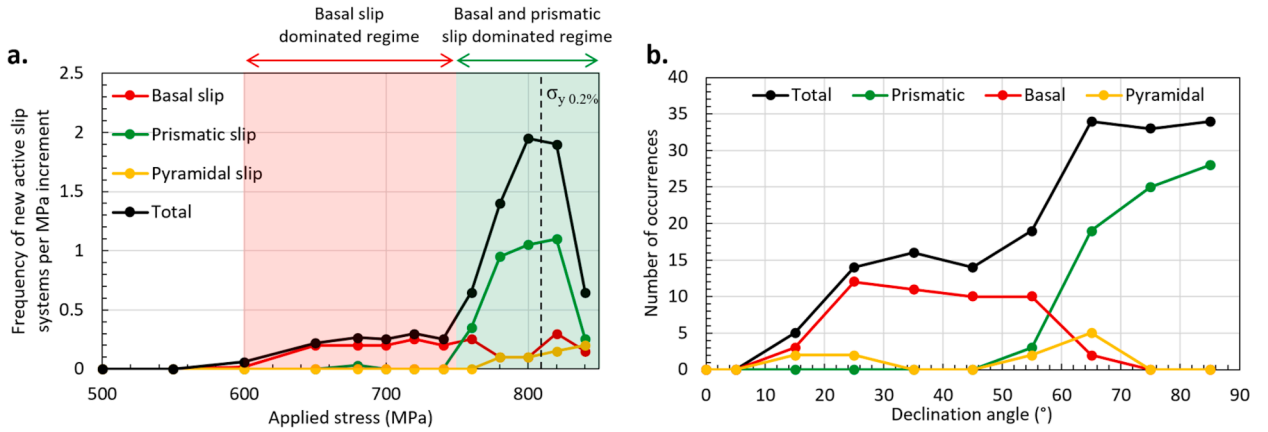 Basal slip
dominated regime
Basal and prismatic
slip dominated regime
a.
Frequency of new active slip
systems per MPa increment
2.5
2
1.5
1
0.5
0
Basal slip
Prismatic slip
Pyramidal slip
Total
σy 0.2%
500
600
700
800
Applied stress (MPa)
b.
Number of occurrences
40
35
30
25
20
15
10
5
0
Total
Prismatic
Basal
Pyramidal
0
10
20
30
40
50
60
70
80
90
Declination angle (°)